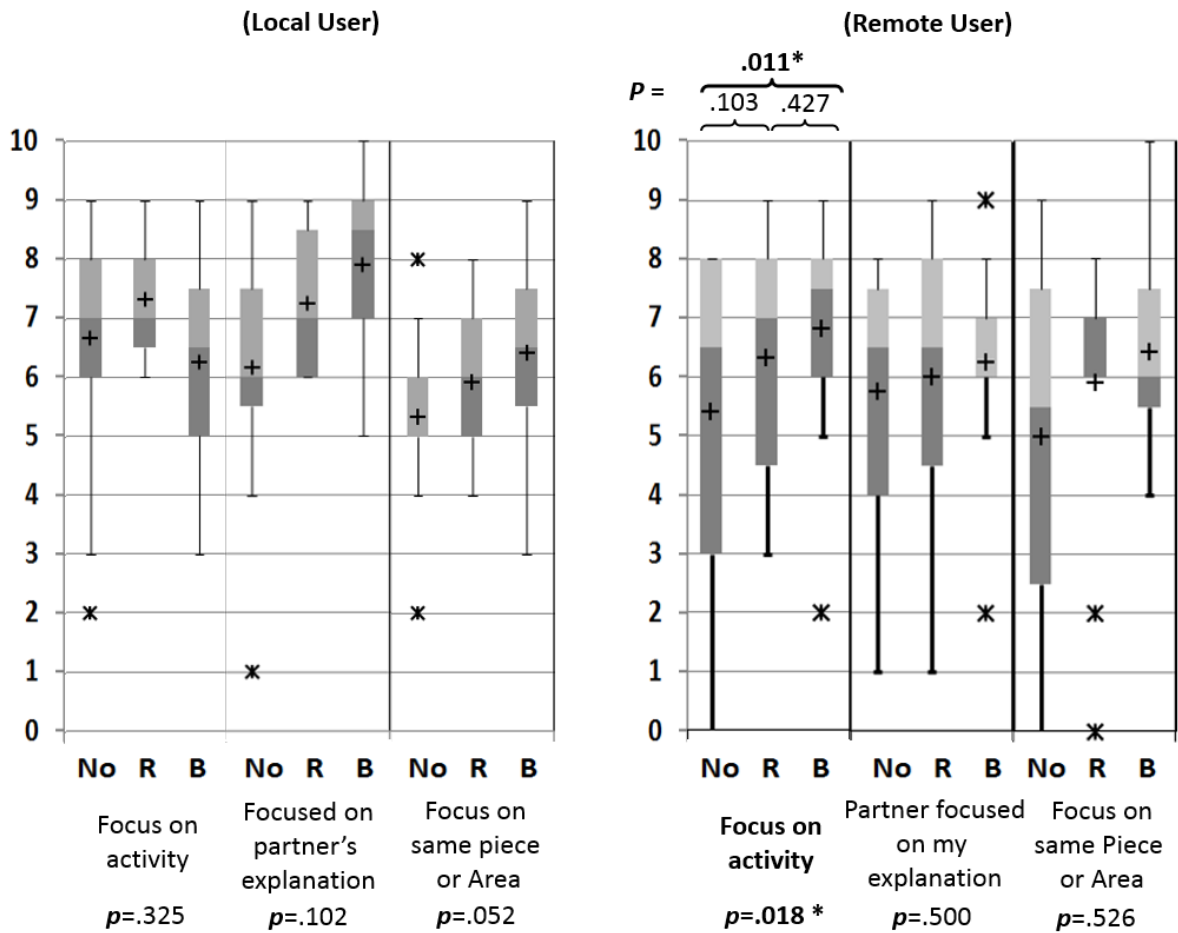 (Local User)
(Remote User)
.011*
P =
.103 .427
10
9
8
7
6
5
4
3
2
1
0
No R B No R B No R B
Focus on
activity
p=.325
Focused on
partner's
explanation
p=.102
Focus on
same piece
or Area
p=.052
10
9
8
7
6
5
4
3
2
1
0
No R B No R B No R B
Focus on
activity
p=.018 *
Partner focused
on my
explanation
p=.500
Focus on
same Piece
or Area
p=.526